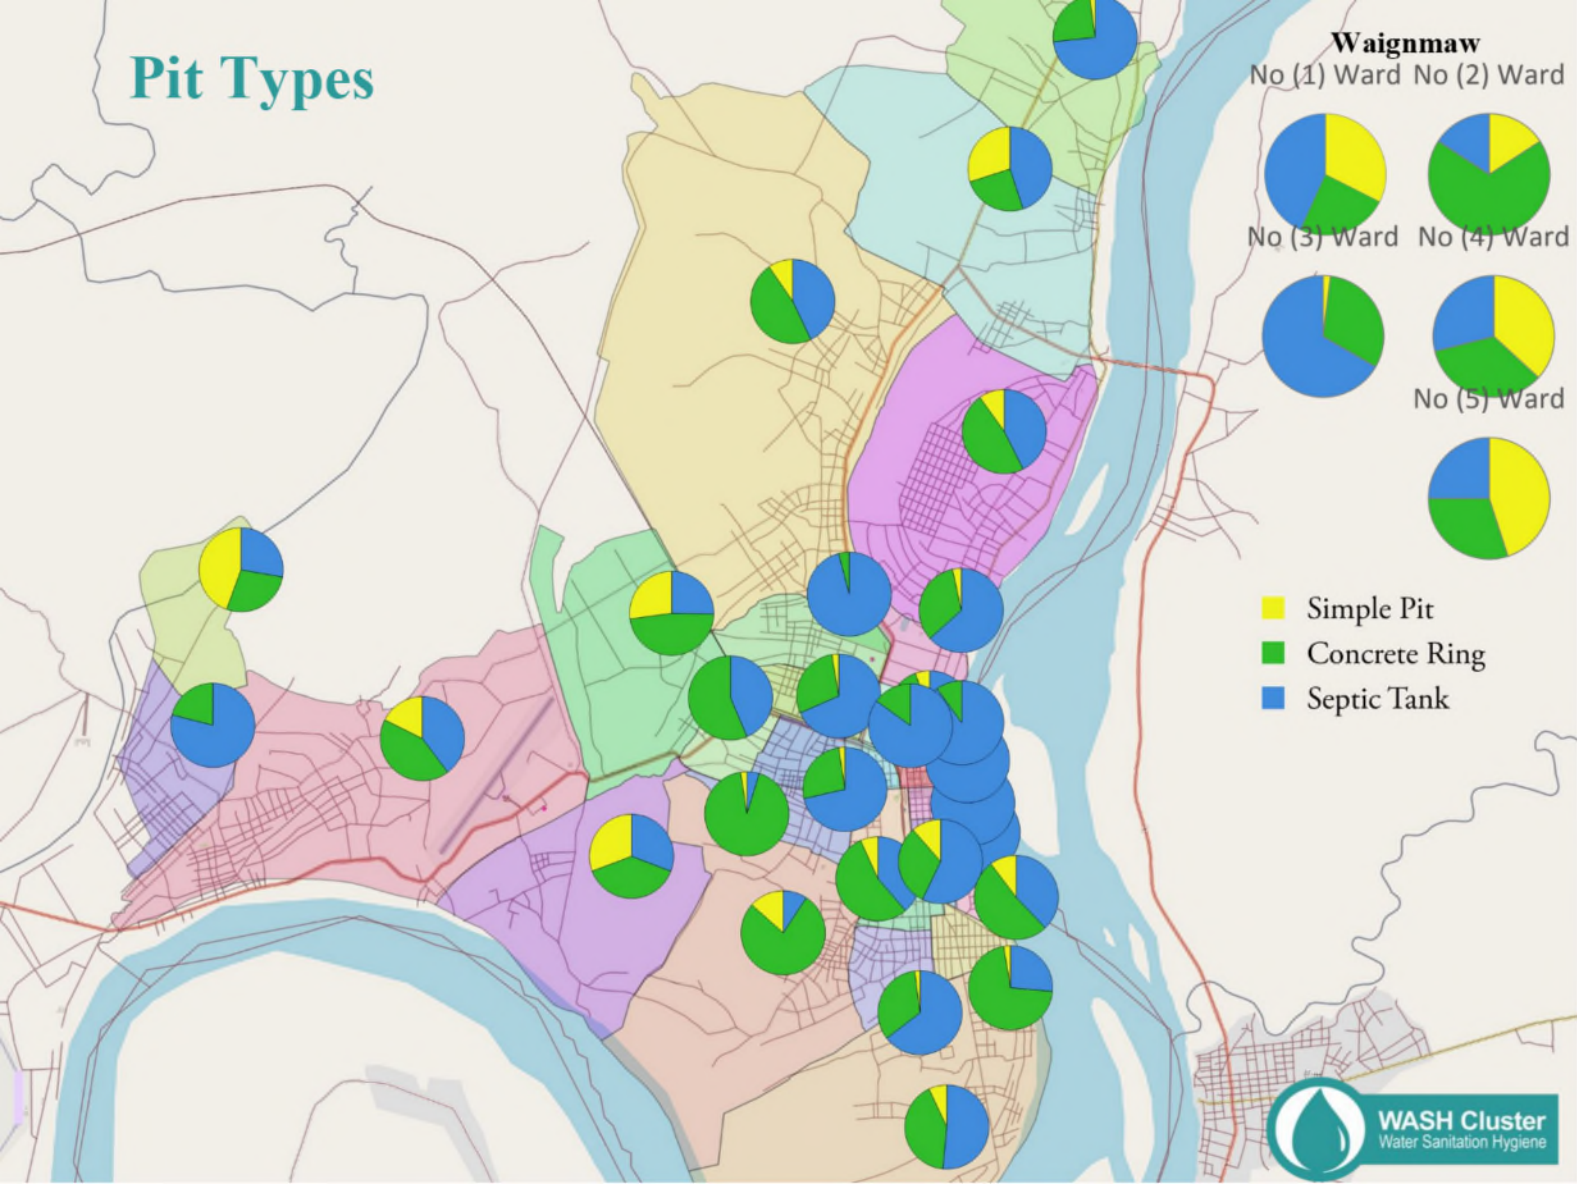 Pit Types
Waignmaw
No (1) Ward No (2) Ward
No (3) Ward No (4) Ward
No (5) Ward
Simple Pit
Concrete Ring
Septic Tank
WASH Cluster
Water Sanitation Hygiene